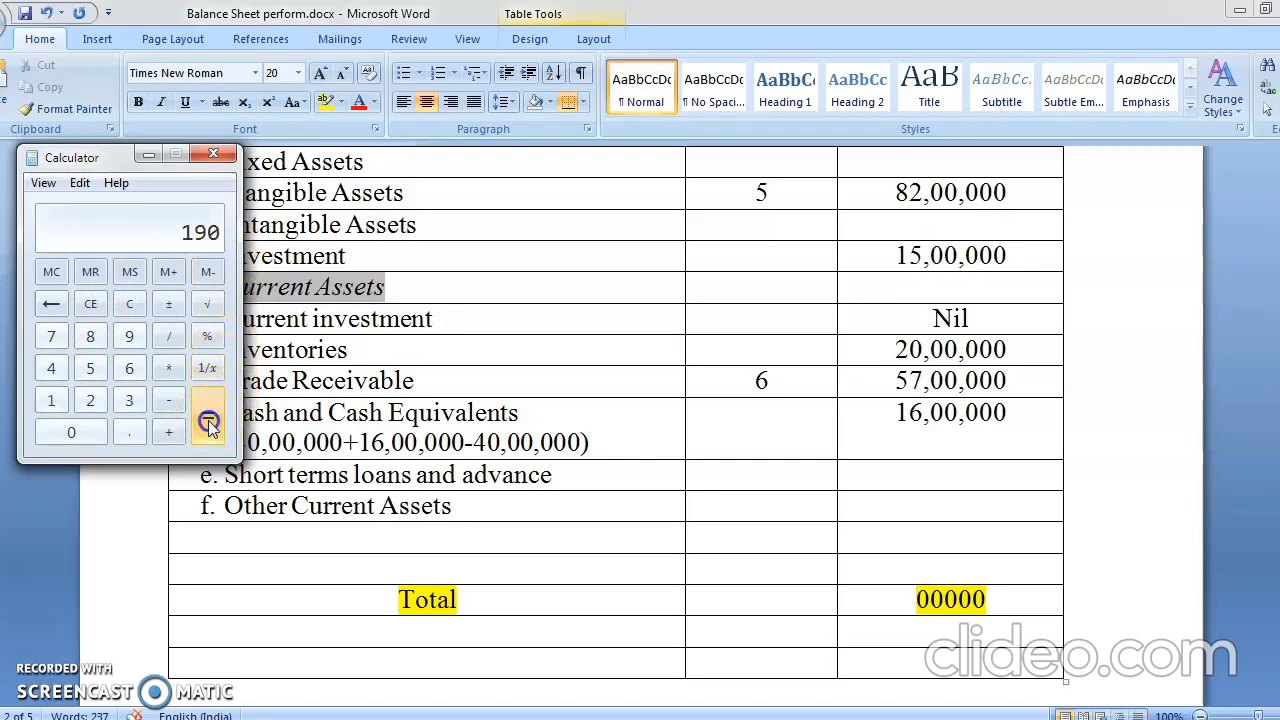 Balance Sheet perform.docx - Microsoft Word
Table Tools
Home Insert Page Layout References Mailings Review View Design Layout
Cut
Copy
Format Painter
Clipboard
Times New Roman 20
Font
Paragraph
AaBbCcDc AaBbCcDc AaBbC AaBbCc AaB AaBbCcI AaBbCcDc AaBbCcDc
¶ Normal ¶ No Spaci... Heading 1 Heading 2 Title Subtitle Subtle Em... Emphasis
Change Styles
Styles
Calculator
View Edit Help
190
MC MR MS M+ M-
← CE C ± √
7 8 9 / %
4 5 6 * 1/x
1 2 3 - =
0 . +
ixed Assets
angible Assets 5 82,00,000
ntangible Assets
vestment 15,00,000
urrent Assets
urrent investment Nil
ventories 20,00,000
rade Receivable 6 57,00,000
ash and Cash Equivalents 16,00,000
0,00,000+16,00,000-40,00,000)
e. Short terms loans and advance
f. Other Current Assets
Total 00000
clideo.com
RECORDED WITH
SCREENCAST MATIC
2 of 5 Words: 237 English (India) 100%